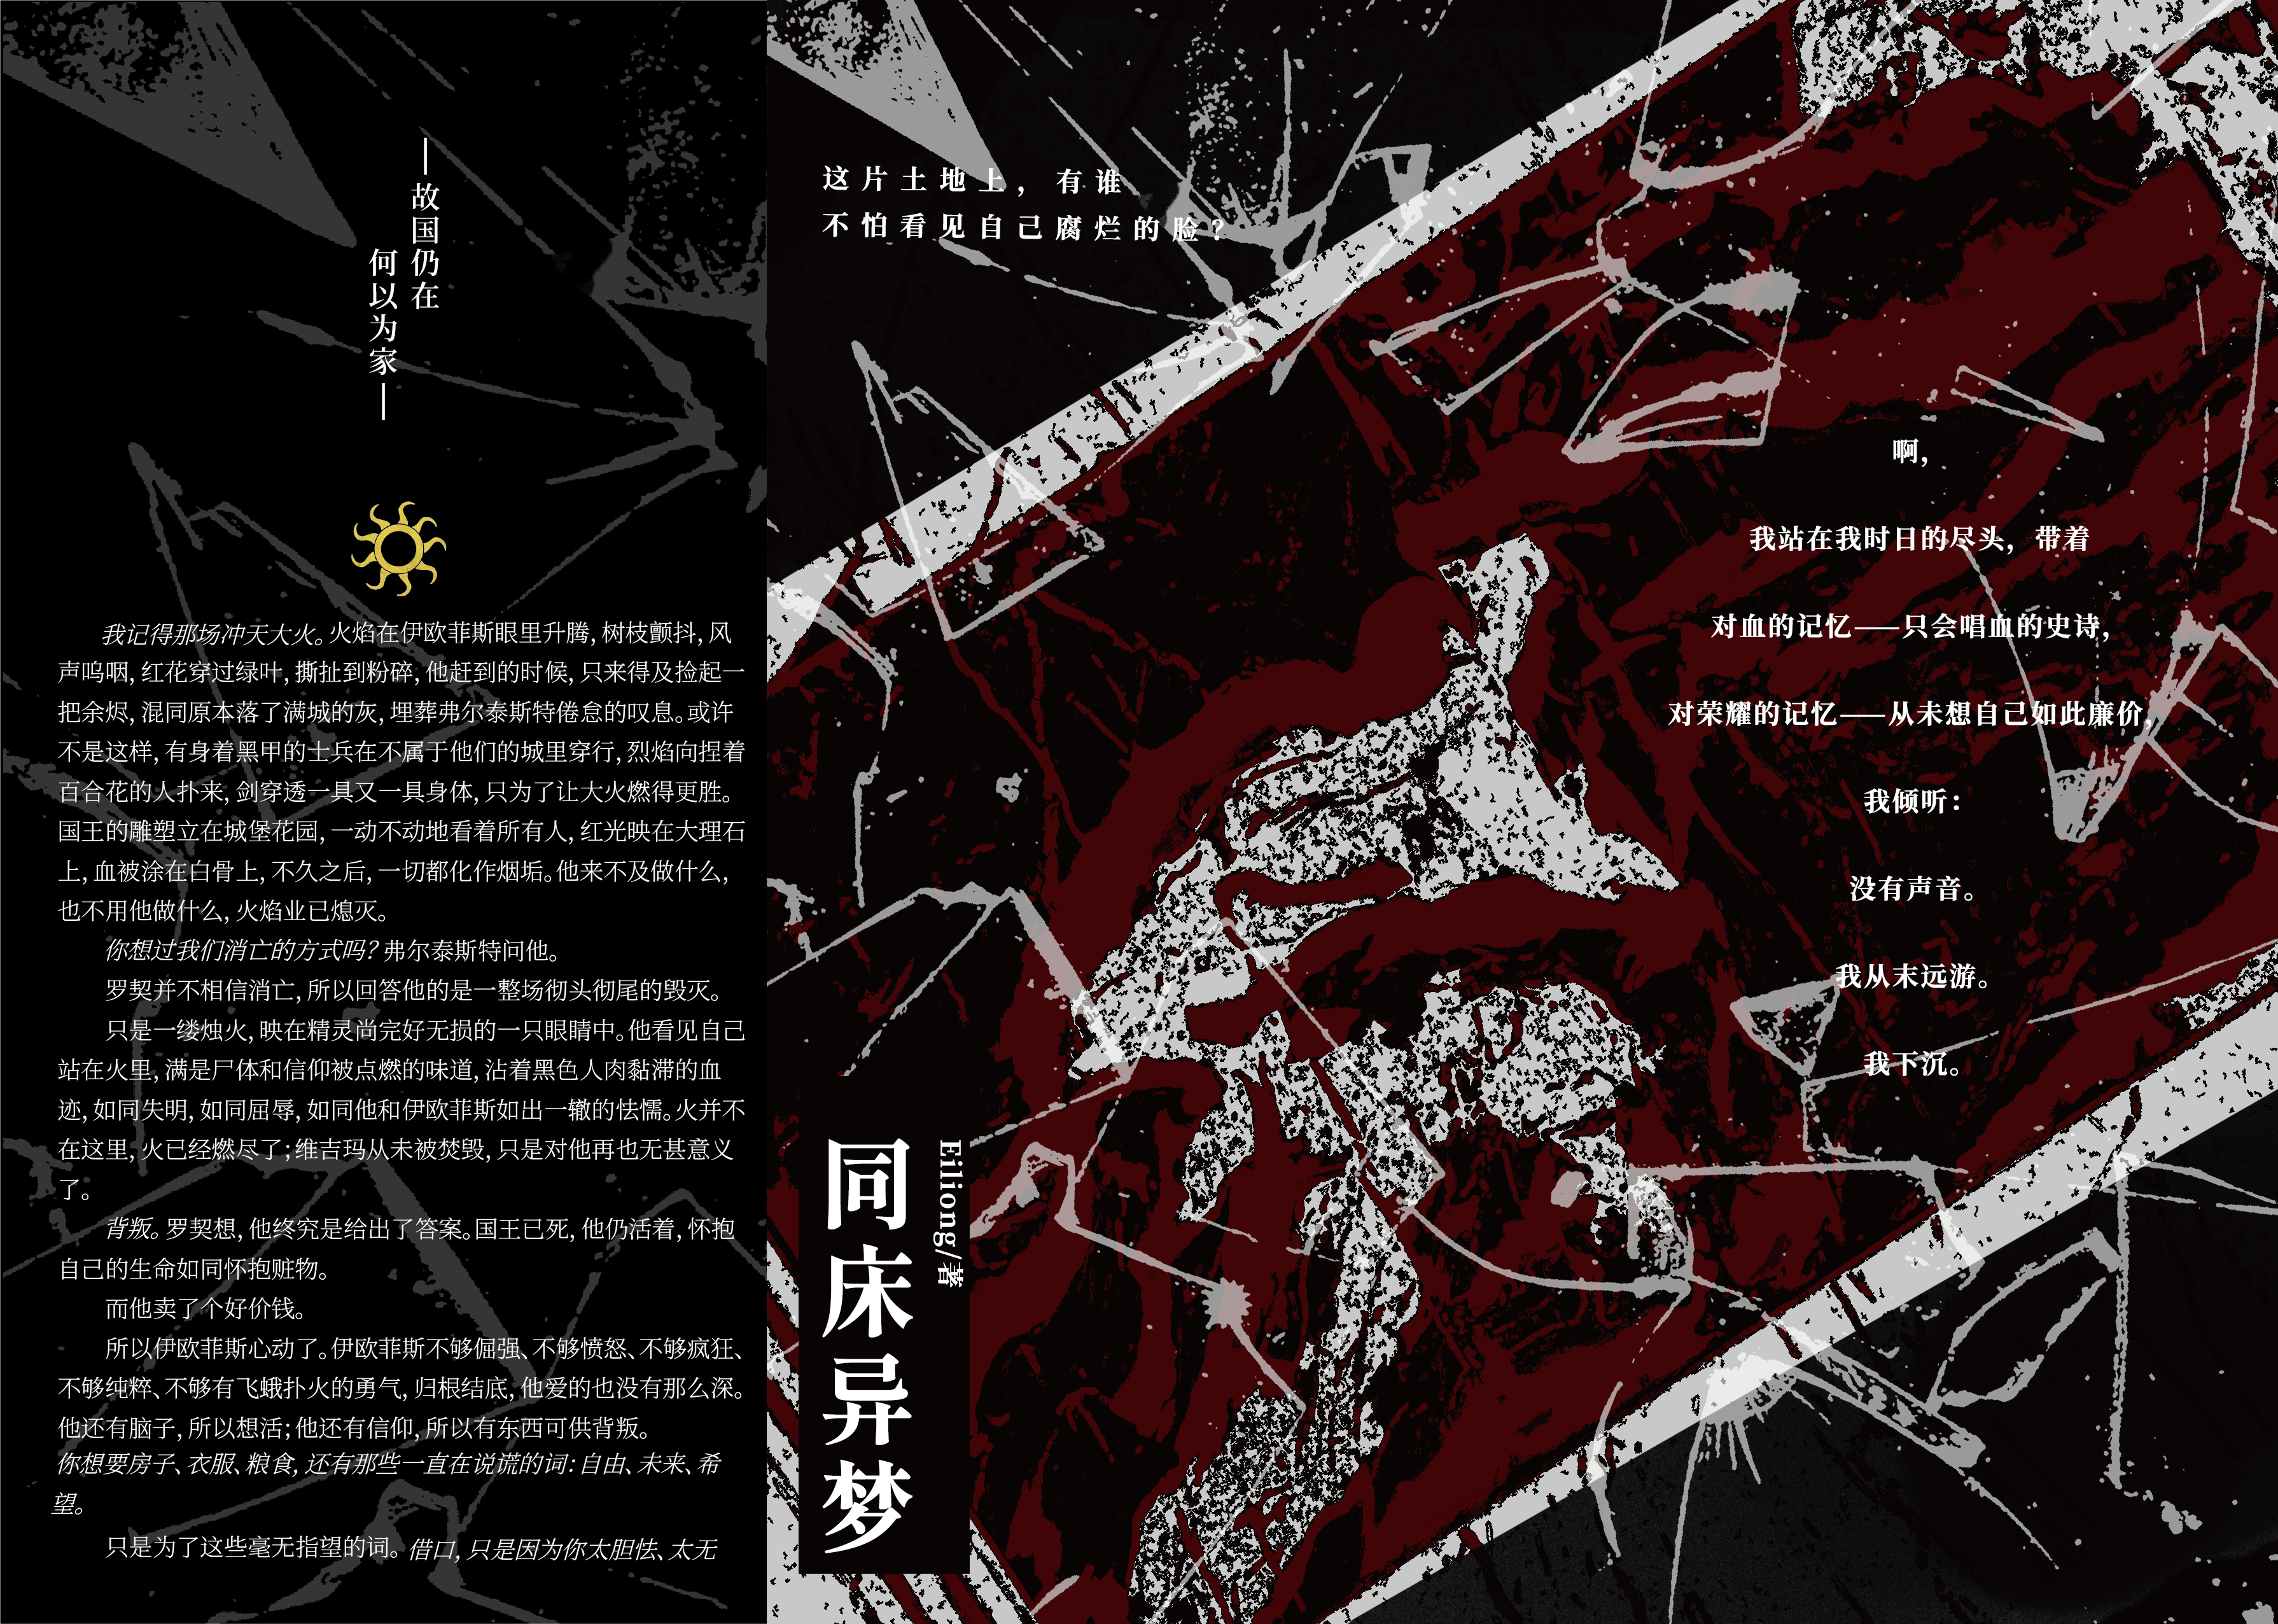 ——故国仍在
何以为家——
我记得那场冲天大火。火焰在伊欧菲斯眼里升腾，树枝颤抖，风
声呜咽，红花穿过绿叶，撕扯到粉碎，他赶到的时候，只来得及捡起一
把余烬，混同原本落了满城的灰，埋葬弗尔泰斯特倦怠的叹息。或许
不是这样，有身着黑甲的士兵在不属于他们的城里穿行，烈焰向捏着
百合花的人扑来，剑穿透一具又一具身体，只为了让大火燃得更胜。
国王的雕塑立在城堡花园，一动不动地看着所有人，红光映在大理石
上，血被涂在白骨上，不久之后，一切都化作烟垢。他来不及做什么，
也不用他做什么，火焰业已熄灭。
你想过我们消亡的方式吗？弗尔泰斯特问他。
罗契并不相信消亡，所以回答他的是一整场彻头彻尾的毁灭。
只是一缕烛火，映在精灵尚完好无损的一只眼睛中。他看见自己
站在火里，满是尸体和信仰被点燃的味道，沾着黑色人肉黏滞的血
迹，如同失明，如同屈辱，如同他和伊欧菲斯如出一辙的怯懦。火并不
在这里，火已经燃尽了；维吉玛从未被焚毁，只是对他再也无甚意义
了。
背叛。罗契想，他终究是给出了答案。国王已死，他仍活着，怀抱
自己的生命如同怀抱赃物。
而他卖了个好价钱。
所以伊欧菲斯心动了。伊欧菲斯不够倔强、不够愤怒、不够疯狂、
不够纯粹、不够有飞蛾扑火的勇气，归根结底，他爱的也没有那么深。
他还有脑子，所以想活；他还有信仰，所以有东西可供背叛。
你想要房子、衣服、粮食，还有那些一直在说谎的词：自由、未来、希
望。
只是为了这些毫无指望的词。借口，只是因为你太胆怯、太无
这片土地上，有谁
不怕看见自己腐烂的脸？
啊，
我站在我时日的尽头，带着
对血的记忆——只会唱血的史诗，
对荣耀的记忆——从未想自己如此廉价，
我倾听：
没有声音。
我从未远游。
我下沉。
Eiliong/著
同床异梦